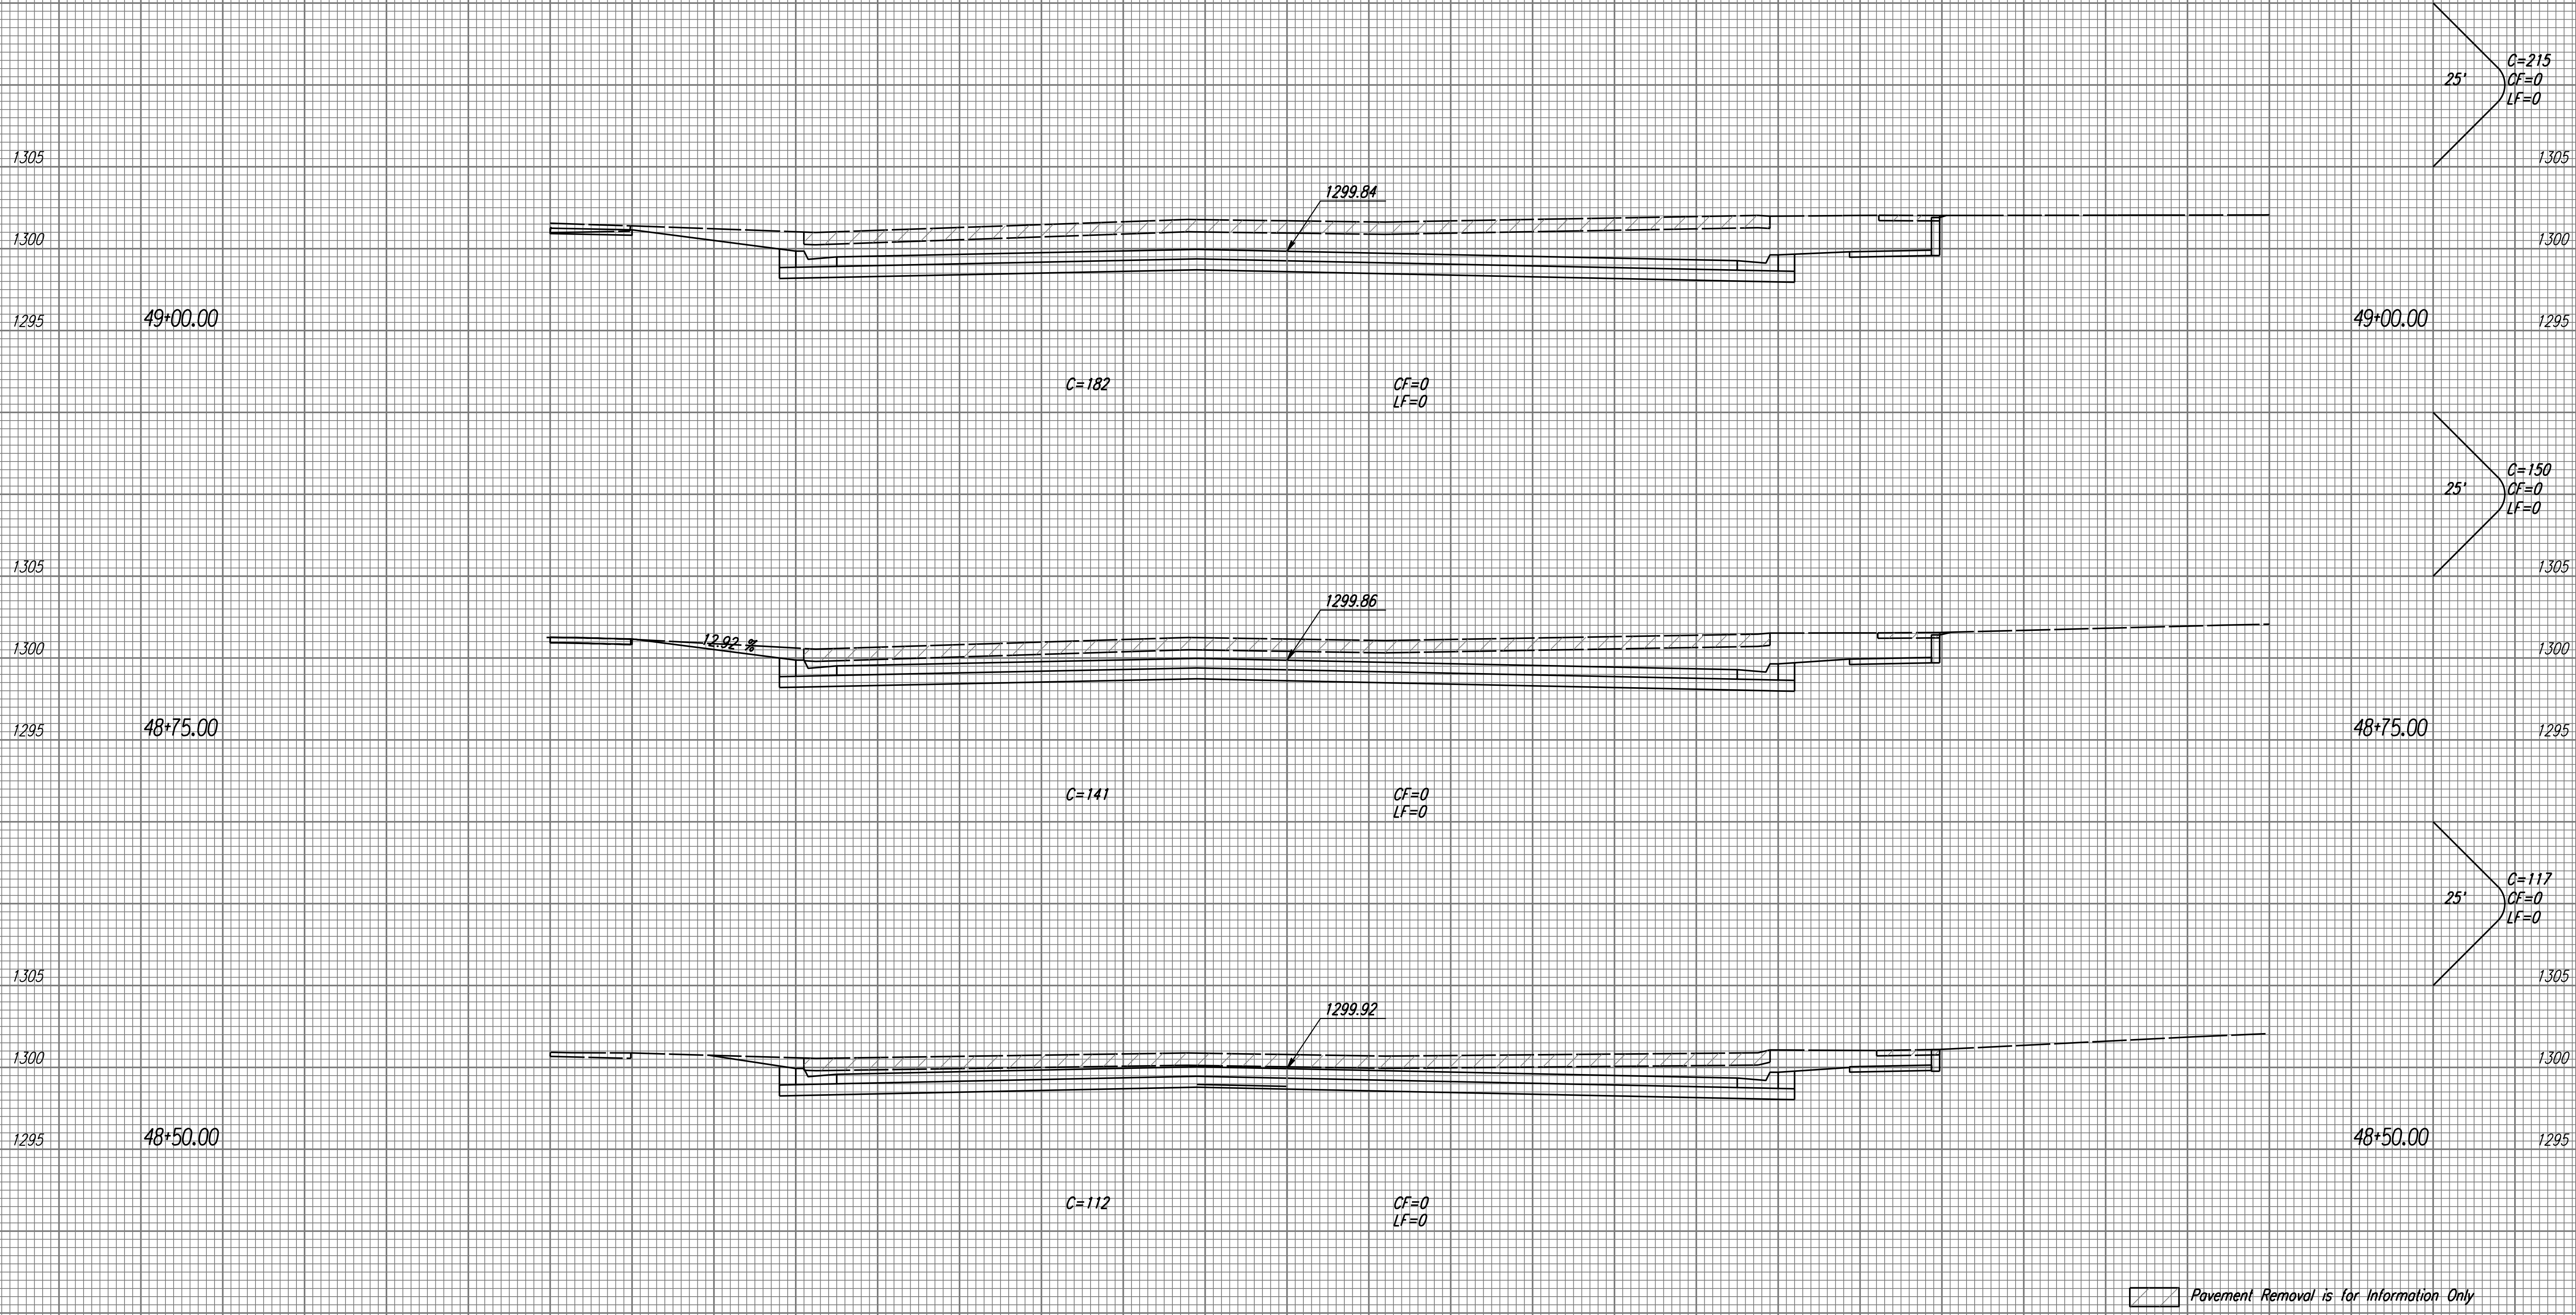 C=215
25' CF=0
LF=0
1305 1305
1299.84
1300 1300
1295 49+00.00 49+00.00 1295
C=182 CF=0
LF=0
C=150
25' CF=0
LF=0
1305 1305
1299.86
12.92 %
1300 1300
1295 48+75.00 48+75.00 1295
C=141 CF=0
LF=0
C=117
25' CF=0
LF=0
1305 1305
1299.92
1300 1300
1295 48+50.00 48+50.00 1295
C=112 CF=0
LF=0
Pavement Removal is for Information Only